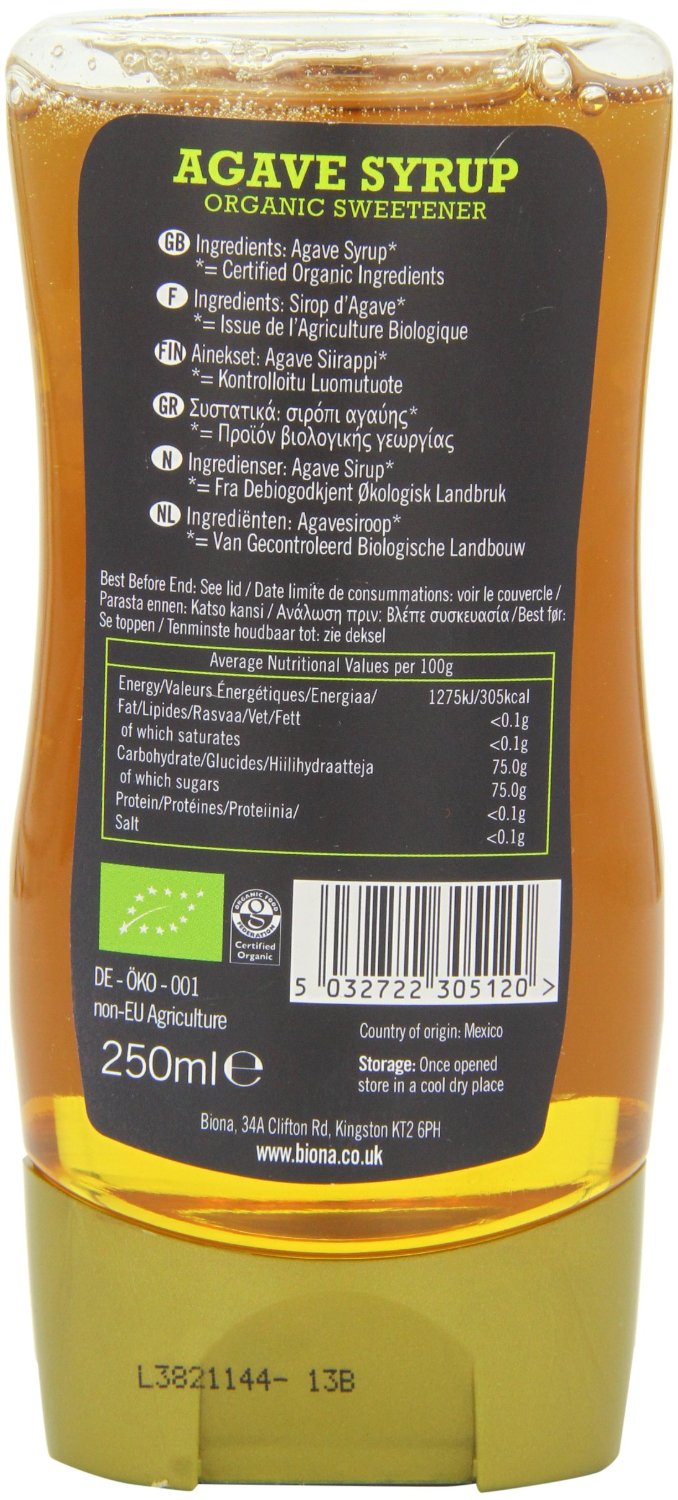 AGAVE SYRUP
ORGANIC SWEETENER
GB Ingredients: Agave Syrup*
*= Certified Organic Ingredients
F Ingredients: Sirop d'Agave*
*= Issue de l'Agriculture Biologique
FIN Ainekset: Agave Siirappi*
*= Kontrolloitu Luomutuote
GR Συστατικά: σιρόπι αγαύης*
*= Προϊόν βιολογικής γεωργίας
N Ingredienser: Agave Sirup*
*= Fra Debiogodkjent Økologisk Landbruk
NL Ingrediënten: Agavesiroop*
*= Van Gecontroleerd Biologische Landbouw
Best Before End: See lid / Date limite de consummations: voir le couvercle /
Parasta ennen: Katso kansi / Ανάλωση πριν: Βλέπε συσκευασία /Best før:
Se toppen / Tenminste houdbaar tot: zie deksel
Average Nutritional Values per 100g
Energy/Valeurs Énergétiques/Energiaa/ 1275kJ/305kcal
Fat/Lipides/Rasvaa/Vet/Fett <0.1g
of which saturates <0.1g
Carbohydrate/Glucides/Hiilihydraatteja 75.0g
of which sugars 75.0g
Protein/Protéines/Proteiinia/ <0.1g
Salt <0.1g
ORGANIC FOOD
FEDERATION
Certified
Organic
5 032722 305120 >
DE - ÖKO - 001
non-EU Agriculture
250ml e
Country of origin: Mexico
Storage: Once opened
store in a cool dry place
Biona, 34A Clifton Rd, Kingston KT2 6PH
www.biona.co.uk
L3821144- 13B